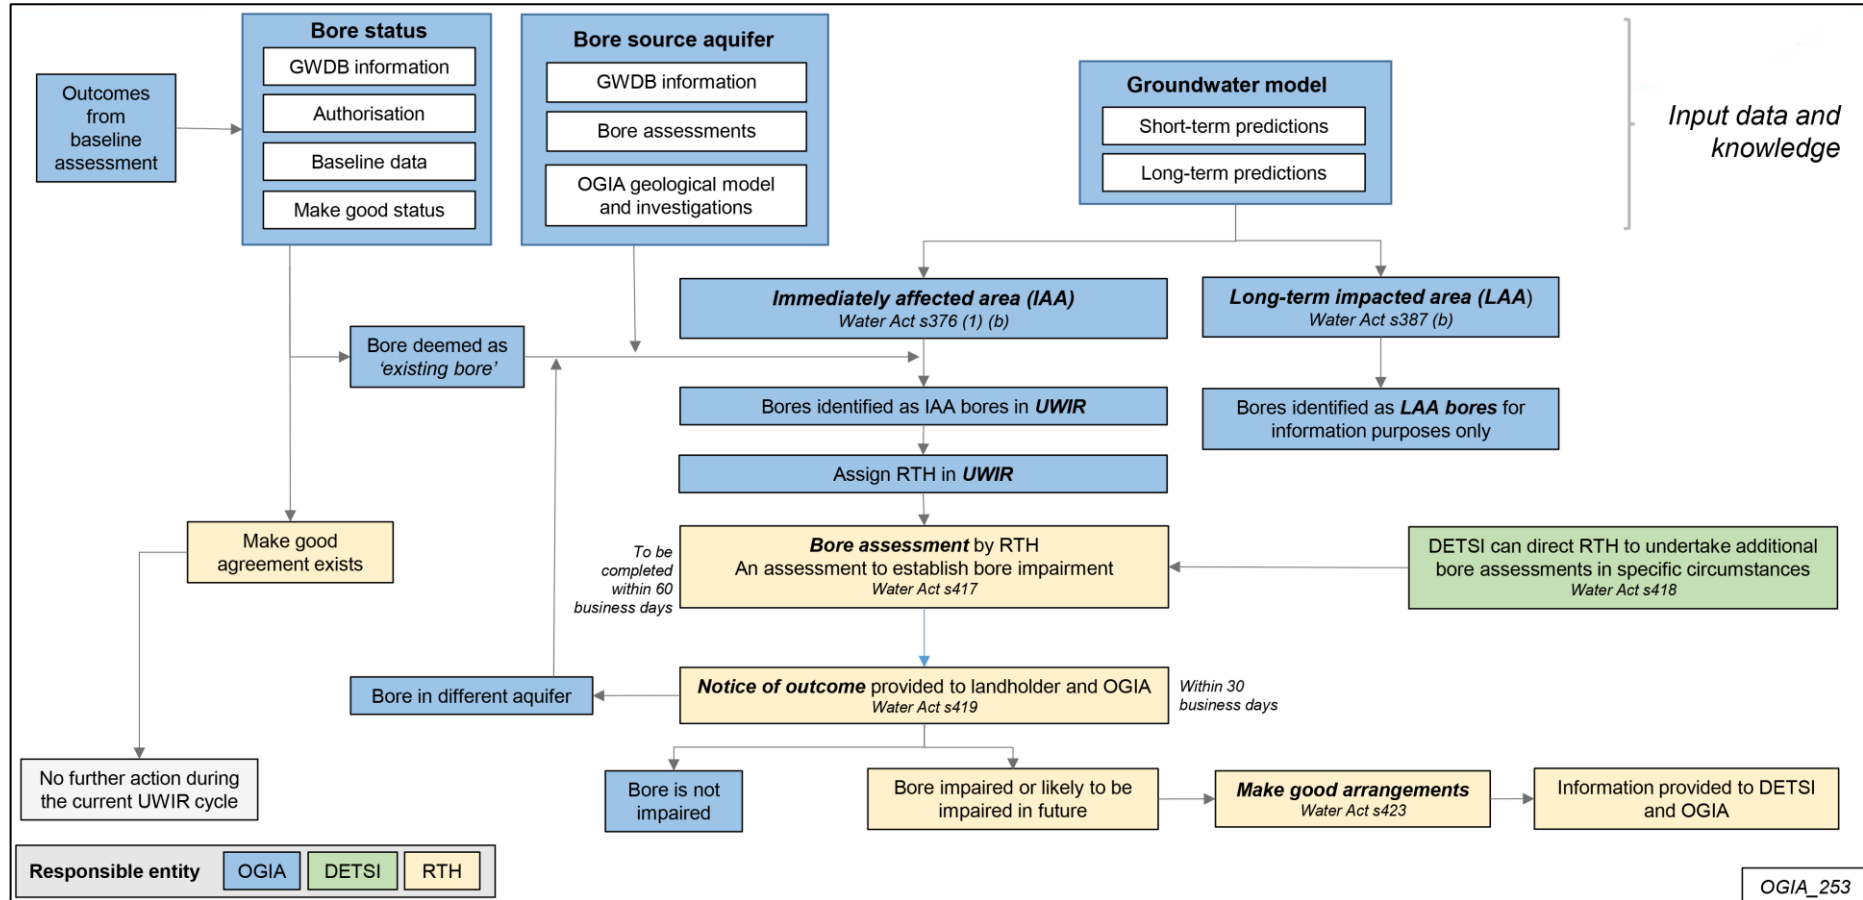 Bore status
GWDB information
Authorisation
Baseline data
Make good status
Outcomes
from
baseline
assessment
Bore source aquifer
GWDB information
Bore assessments
OGIA geological model
and investigations
Groundwater model
Short-term predictions
Long-term predictions
Input data and
knowledge
Immediately affected area (IAA)
Water Act s376 (1) (b)
Long-term impacted area (LAA)
Water Act s387 (b)
Bore deemed as
‘existing bore’
Bores identified as IAA bores in UWIR
Bores identified as LAA bores for
information purposes only
Assign RTH in UWIR
Make good
agreement exists
To be
completed
within 60
business days
Bore assessment by RTH
An assessment to establish bore impairment
Water Act s417
DETSI can direct RTH to undertake additional
bore assessments in specific circumstances
Water Act s418
Bore in different aquifer
Notice of outcome provided to landholder and OGIA
Water Act s419
Within 30
business days
No further action during
the current UWIR cycle
Bore is not
impaired
Bore impaired or likely to be
impaired in future
Make good arrangements
Water Act s423
Information provided to DETSI
and OGIA
Responsible entity
OGIA
DETSI
RTH
OGIA_253